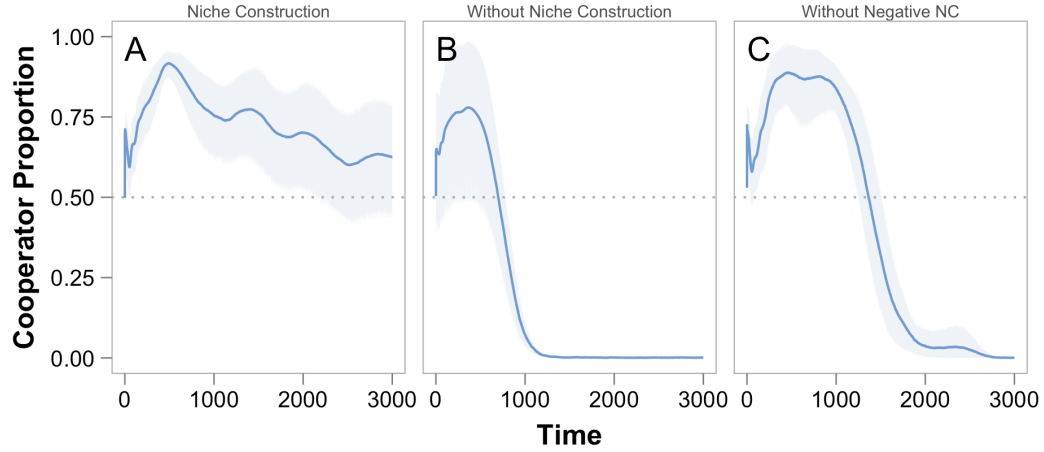 Niche Construction
Without Niche Construction
Without Negative NC
Cooperator Proportion
1.00
0.75
0.50
0.25
0.00
A
B
C
0 1000 2000 3000
0 1000 2000 3000
0 1000 2000 3000
Time